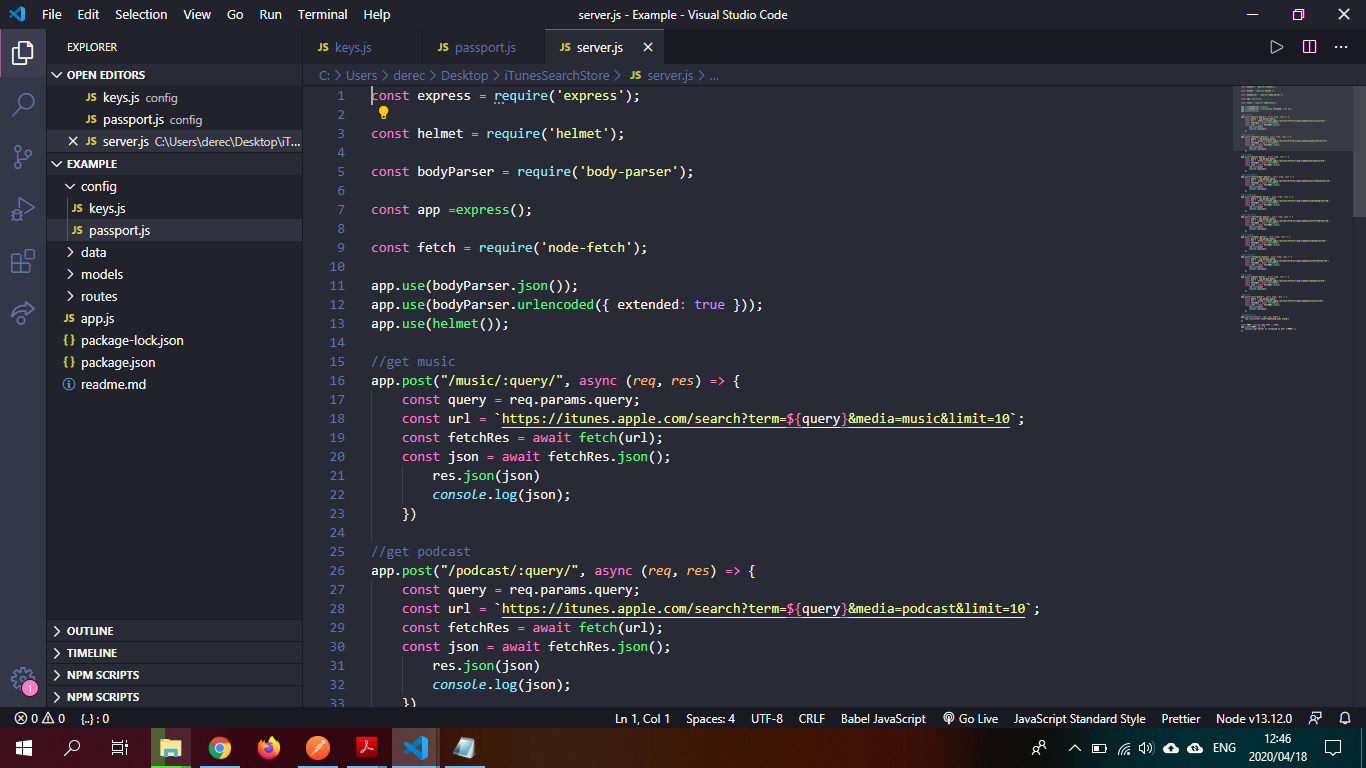 File Edit Selection View Go Run Terminal Help
server.js - Example - Visual Studio Code
EXPLORER
OPEN EDITORS
JS keys.js config
JS passport.js config
JS server.js C:\Users\derec\Desktop\iT...
EXAMPLE
config
JS keys.js
JS passport.js
data
models
routes
JS app.js
{} package-lock.json
{} package.json
readme.md
OUTLINE
TIMELINE
NPM SCRIPTS
NPM SCRIPTS
1
JS keys.js JS passport.js JS server.js
C: > Users > derec > Desktop > iTunesSearchStore > JS server.js > ...
1 const express = require('express');
2
3 const helmet = require('helmet');
4
5 const bodyParser = require('body-parser');
6
7 const app =express();
8
9 const fetch = require('node-fetch');
10
11 app.use(bodyParser.json());
12 app.use(bodyParser.urlencoded({ extended: true }));
13 app.use(helmet());
14
15 //get music
16 app.post("/music/:query/", async (req, res) => {
17 const query = req.params.query;
18 const url = `https://itunes.apple.com/search?term=${query}&media=music&limit=10`;
19 const fetchRes = await fetch(url);
20 const json = await fetchRes.json();
21 res.json(json)
22 console.log(json);
23 })
24
25 //get podcast
26 app.post("/podcast/:query/", async (req, res) => {
27 const query = req.params.query;
28 const url = `https://itunes.apple.com/search?term=${query}&media=podcast&limit=10`;
29 const fetchRes = await fetch(url);
30 const json = await fetchRes.json();
31 res.json(json)
32 console.log(json);
33 })
0 0 {..} : 0 Ln 1, Col 1 Spaces: 4 UTF-8 CRLF Babel JavaScript Go Live JavaScript Standard Style Prettier Node v13.12.0
ENG
12:46
2020/04/18